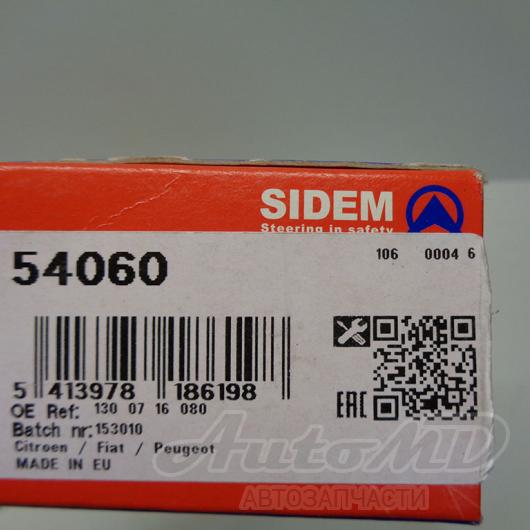 SIDEM
Steering in safety
54060
106 0004 6
5 413978 186198
OE Ref: 130 07 16 080
Batch nr: 153010
Citroen / Fiat / Peugeot
MADE IN EU
EAC
AutoMD
АВТОЗАПЧАСТИ